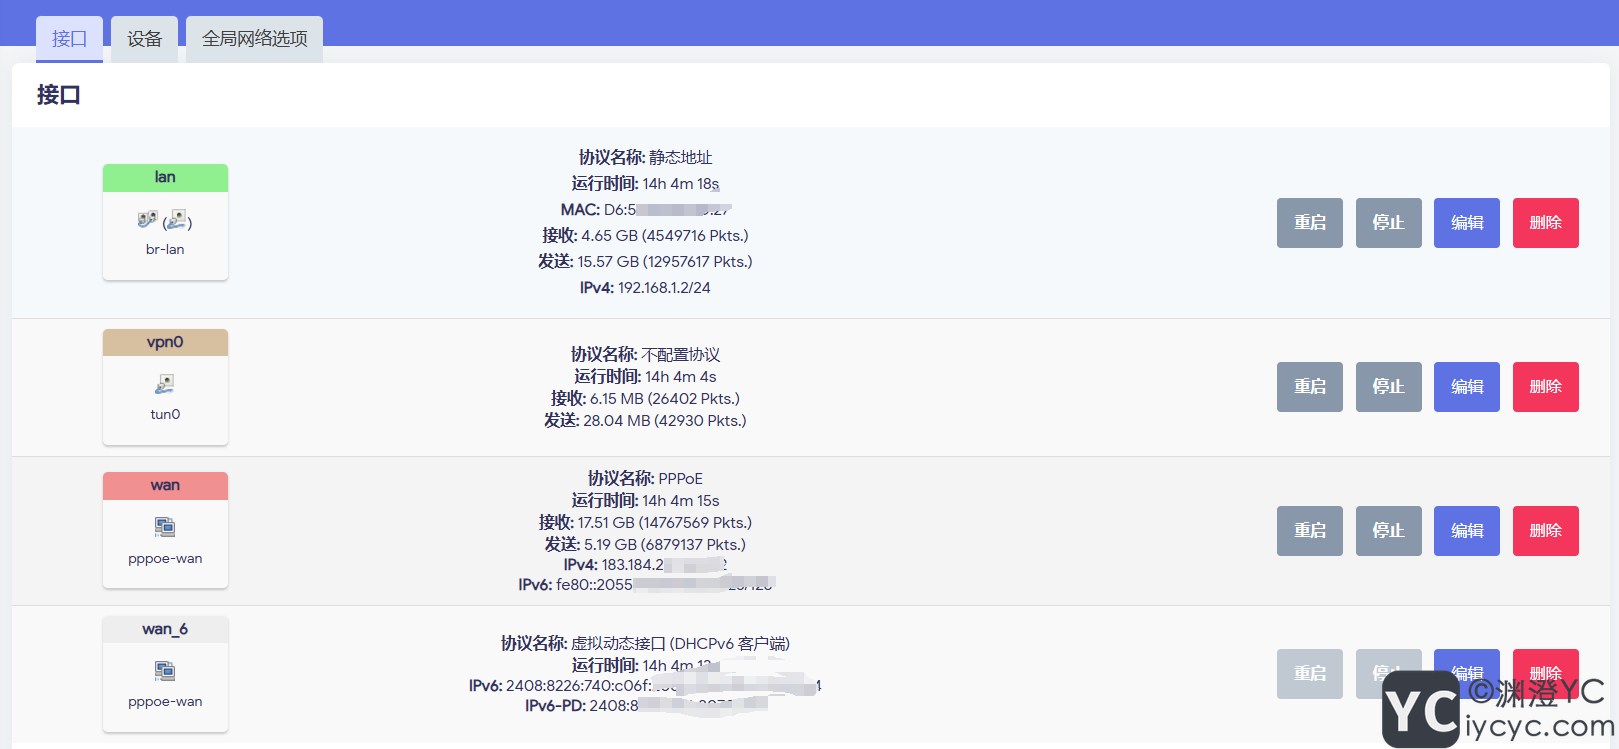 接口
设备
全局网络选项
接口
lan
br-lan
协议名称: 静态地址
运行时间: 14h 4m 18s
MAC: D6:5
接收: 4.65 GB (4549716 Pkts.)
发送: 15.57 GB (12957617 Pkts.)
IPv4: 192.168.1.2/24
重启
停止
编辑
删除
vpn0
tun0
协议名称: 不配置协议
运行时间: 14h 4m 4s
接收: 6.15 MB (26402 Pkts.)
发送: 28.04 MB (42930 Pkts.)
重启
停止
编辑
删除
wan
pppoe-wan
协议名称: PPPoE
运行时间: 14h 4m 15s
接收: 17.51 GB (14767569 Pkts.)
发送: 5.19 GB (6879137 Pkts.)
IPv4: 183.184.2
IPv6: fe80::2055
重启
停止
编辑
删除
wan_6
pppoe-wan
协议名称: 虚拟动态接口 (DHCPv6 客户端)
运行时间: 14h 4m
IPv6: 2408:8226:740:c06f:
IPv6-PD: 2408:8
重启
停止
编辑
删除
YC
©渊澄YC
iycyc.com